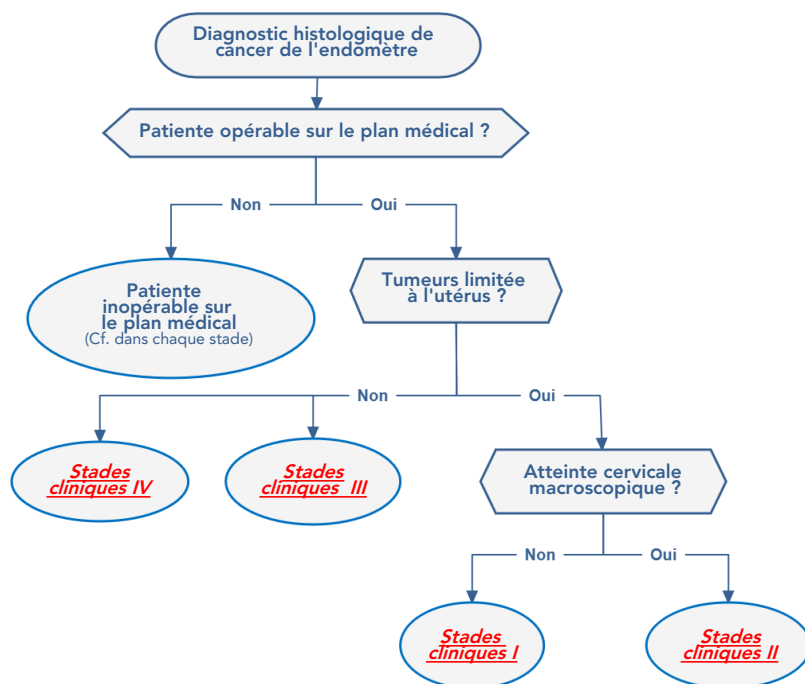 Diagnostic histologique de
cancer de l'endomètre
Patiente opérable sur le plan médical ?
Non
Oui
Patiente
inopérable sur
le plan médical
(Cf. dans chaque stade)
Tumeurs limitée
à l'utérus ?
Non
Oui
Stades
cliniques IV
Stades
cliniques III
Atteinte cervicale
macroscopique ?
Non
Oui
Stades
cliniques I
Stades
cliniques II